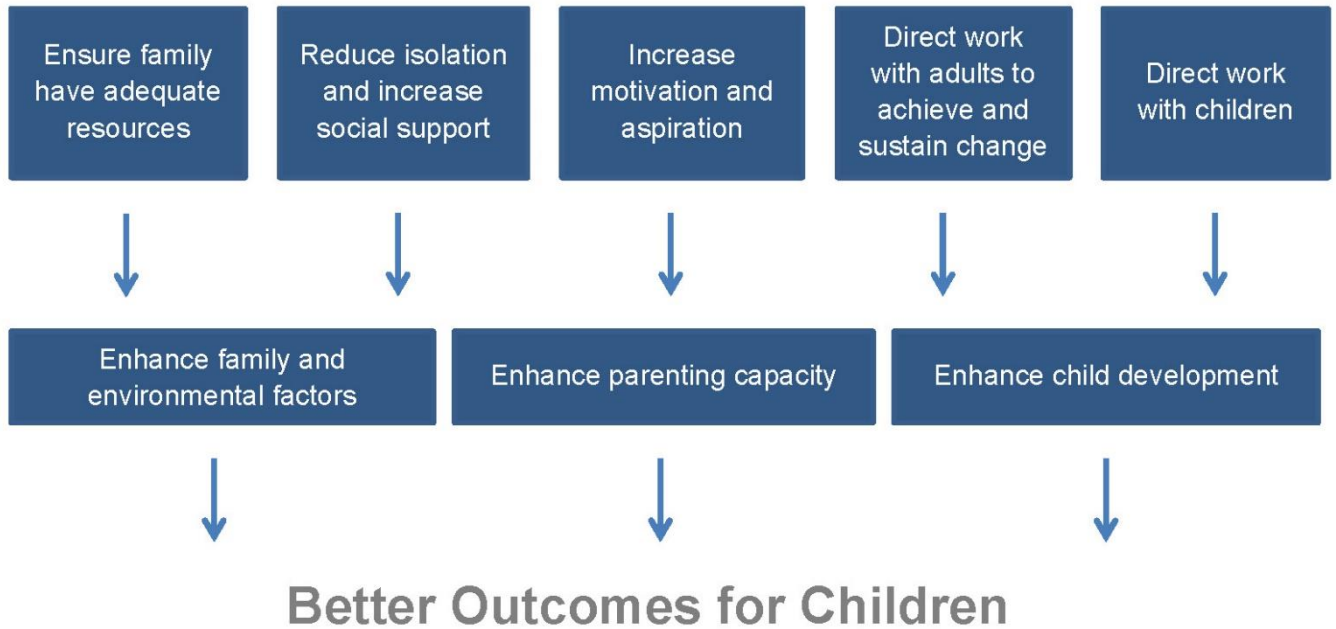 Ensure family
have adequate
resources
Reduce isolation
and increase
social support
Increase
motivation and
aspiration
Direct work
with adults to
achieve and
sustain change
Direct work
with children
Enhance family and
environmental factors
Enhance parenting capacity
Enhance child development
Better Outcomes for Children